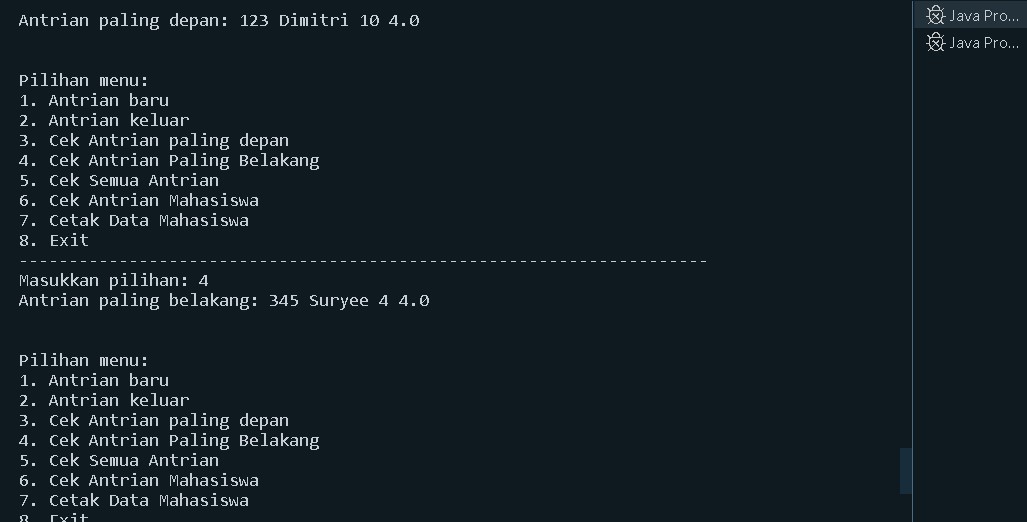 Antrian paling depan: 123 Dimitri 10 4.0
Pilihan menu:
1. Antrian baru
2. Antrian keluar
3. Cek Antrian paling depan
4. Cek Antrian Paling Belakang
5. Cek Semua Antrian
6. Cek Antrian Mahasiswa
7. Cetak Data Mahasiswa
8. Exit
---------------------------------------------------------------------
Masukkan pilihan: 4
Antrian paling belakang: 345 Suryee 4 4.0
Pilihan menu:
1. Antrian baru
2. Antrian keluar
3. Cek Antrian paling depan
4. Cek Antrian Paling Belakang
5. Cek Semua Antrian
6. Cek Antrian Mahasiswa
7. Cetak Data Mahasiswa
8. Exit
Java Pro...
Java Pro...